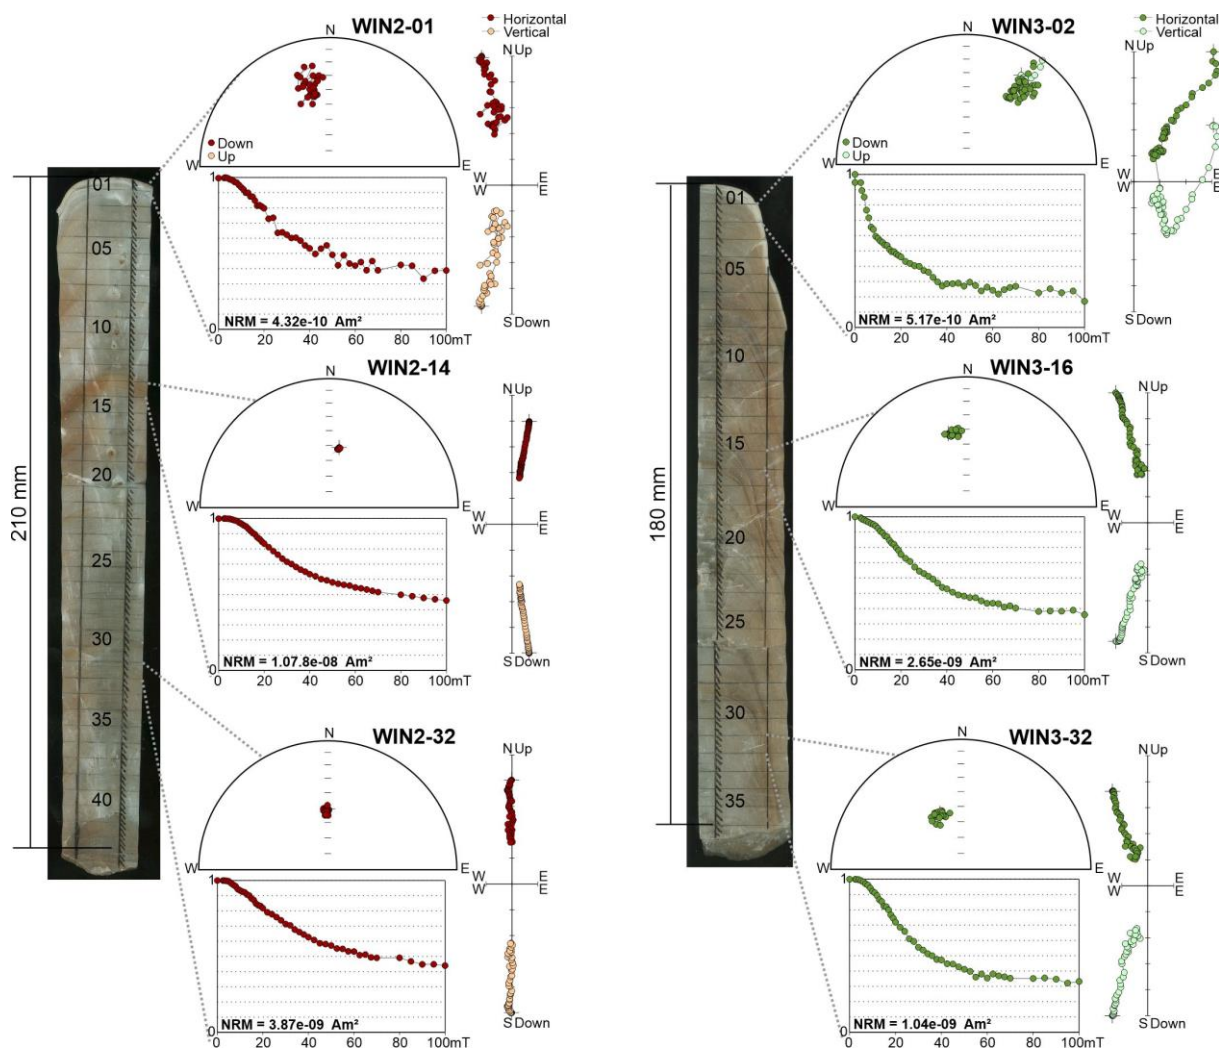 WIN2-01
Horizontal
Vertical
N
N Up
Down
Up
W
E
W
W
E
E
S Down
1
0
NRM = 4.32e-10 Am²
0
20
40
60
80
100mT
210 mm
01
05
10
15
20
25
30
35
40
WIN2-14
N
N Up
W
E
W
W
E
E
S Down
1
0
NRM = 1.07.8e-08 Am²
0
20
40
60
80
100mT
WIN2-32
N
N Up
W
E
W
W
E
E
S Down
1
0
NRM = 3.87e-09 Am²
0
20
40
60
80
100mT
WIN3-02
Horizontal
Vertical
N
N Up
Down
Up
W
E
W
W
E
E
S Down
1
0
NRM = 5.17e-10 Am²
0
20
40
60
80
100mT
180 mm
01
05
10
15
20
25
30
35
WIN3-16
N
N Up
W
E
W
W
E
E
S Down
1
0
NRM = 2.65e-09 Am²
0
20
40
60
80
100mT
WIN3-32
N
N Up
W
E
W
W
E
E
S Down
1
0
NRM = 1.04e-09 Am²
0
20
40
60
80
100mT